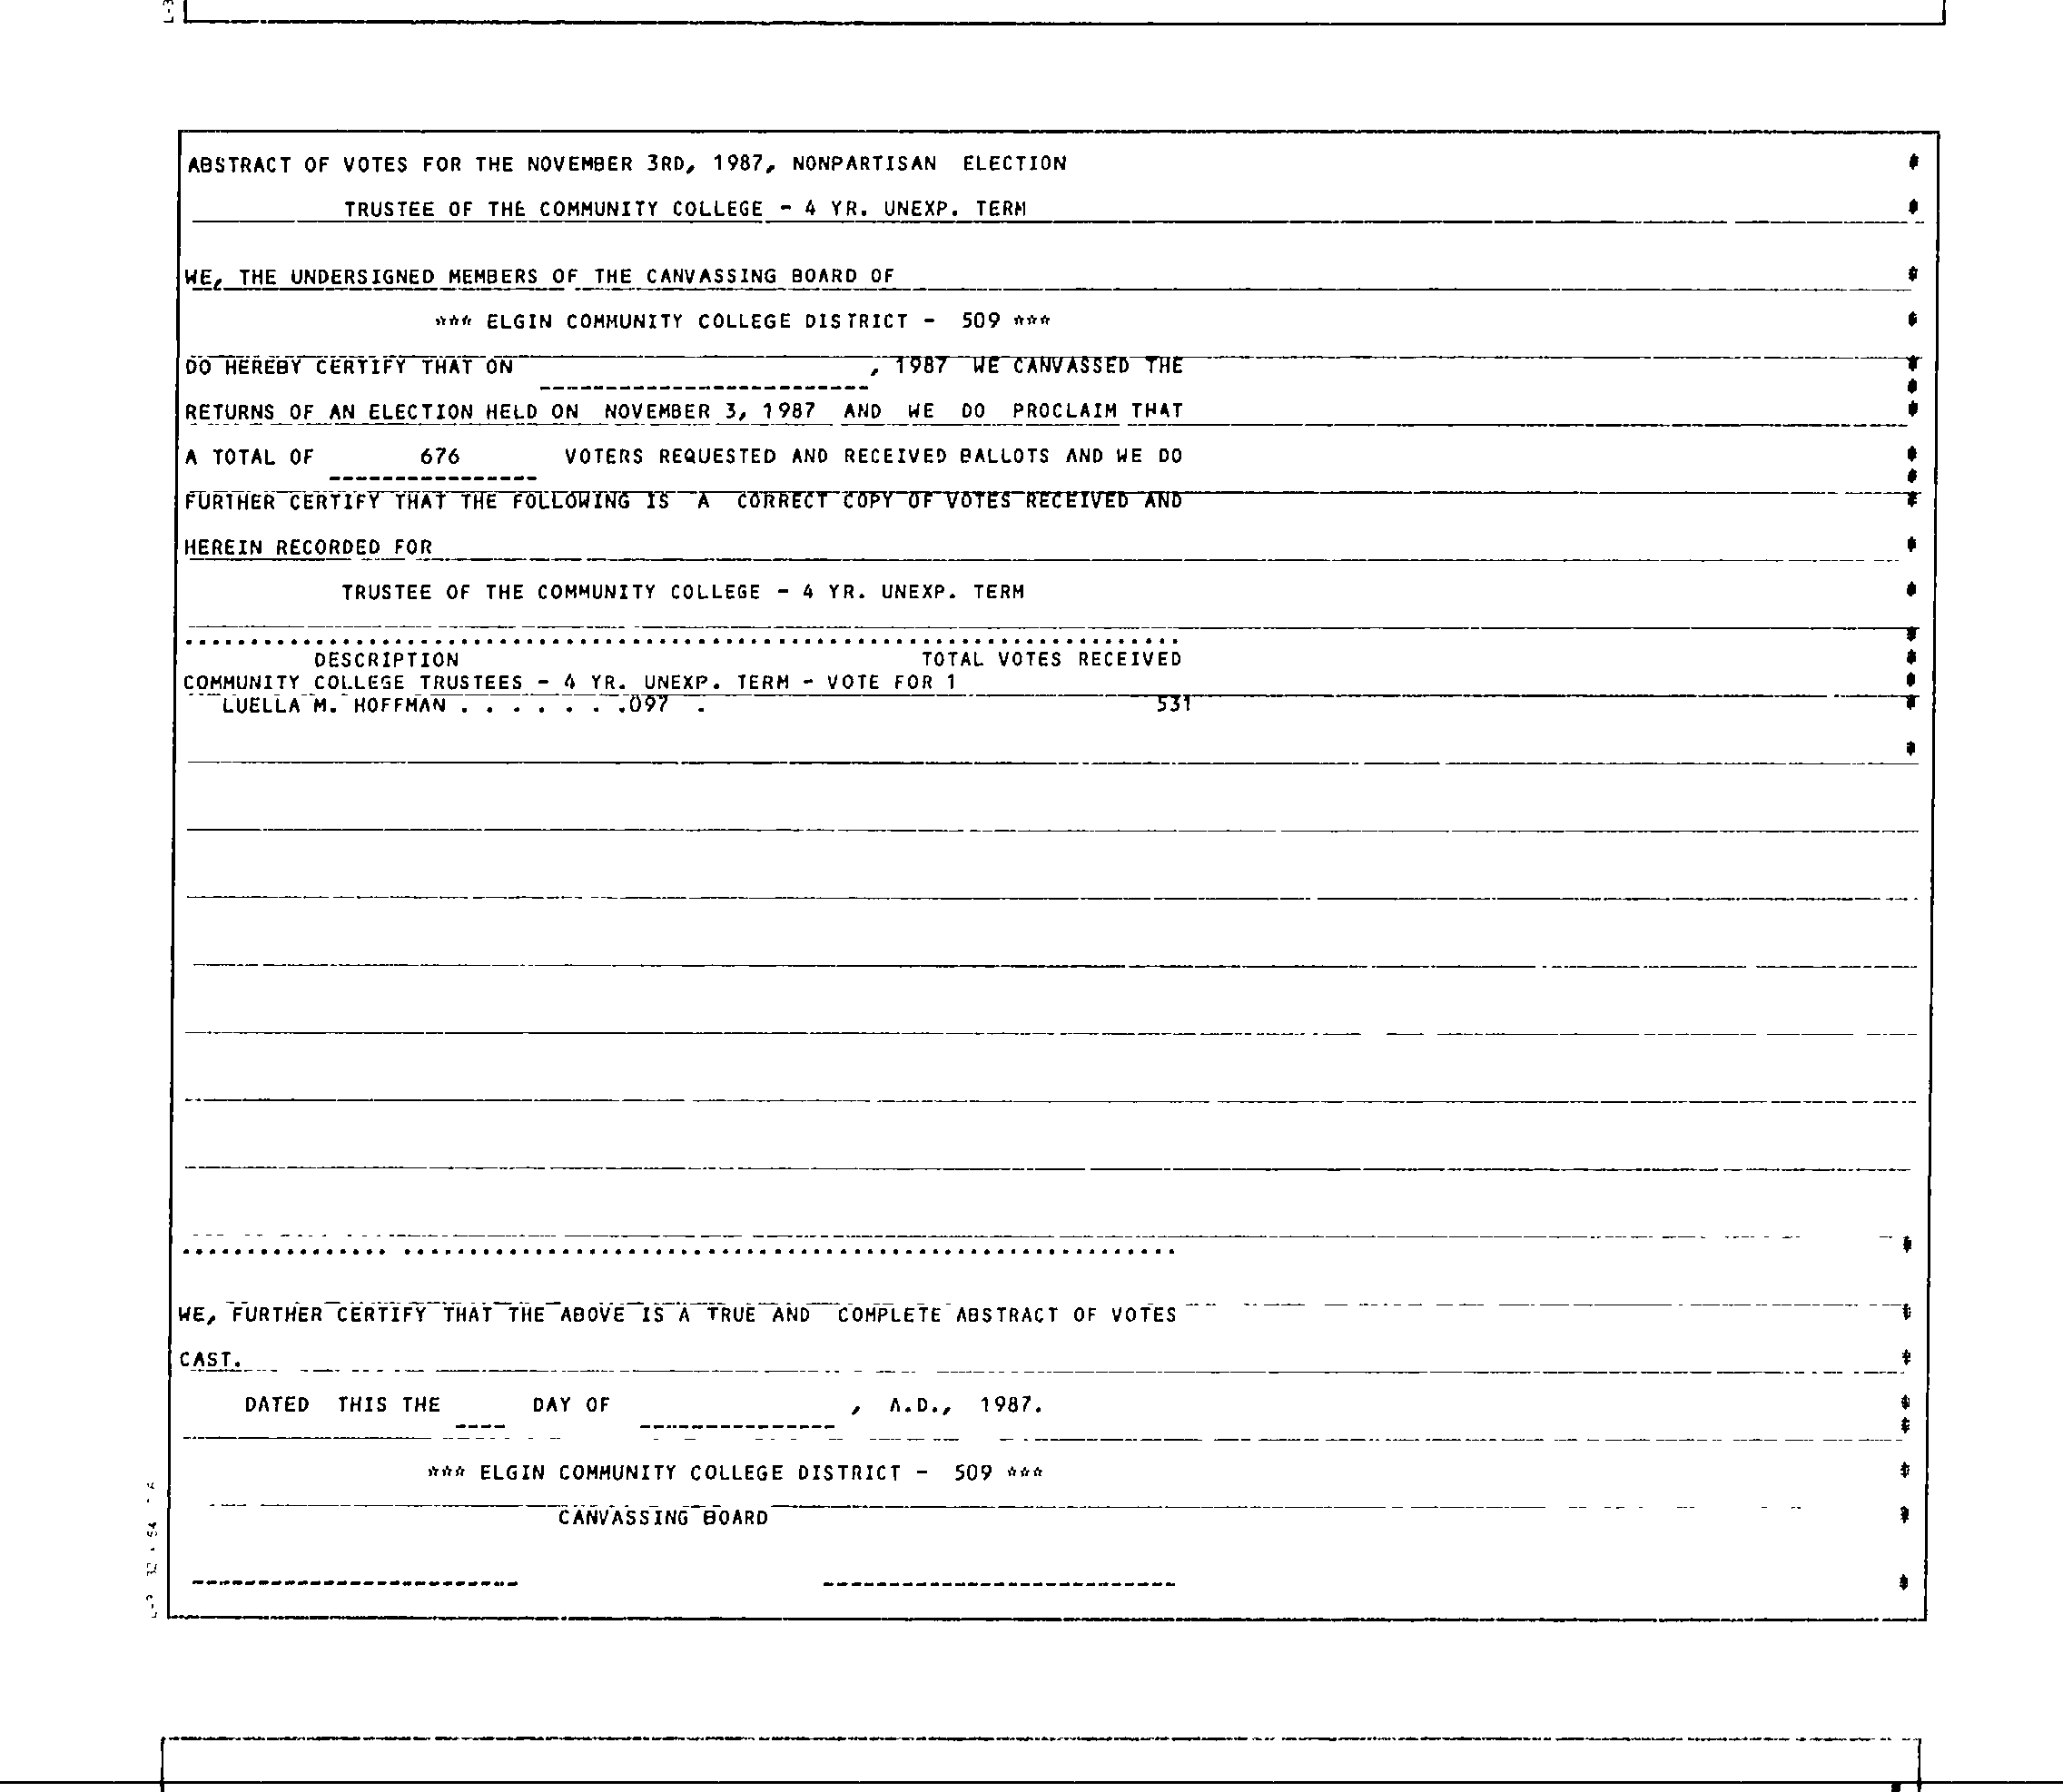 ABSTRACT OF VOTES FOR THE NOVEMBER 3RD, 1987, NONPARTISAN ELECTION
TRUSTEE OF THE COMMUNITY COLLEGE - 4 YR. UNEXP. TERM
WE, THE UNDERSIGNED MEMBERS OF THE CANVASSING BOARD OF
*** ELGIN COMMUNITY COLLEGE DISTRICT - 509 ***
DO HEREBY CERTIFY THAT ON , 1987 WE CANVASSED THE
-------------------------
RETURNS OF AN ELECTION HELD ON NOVEMBER 3, 1987 AND WE DO PROCLAIM THAT
A TOTAL OF 676 VOTERS REQUESTED AND RECEIVED BALLOTS AND WE DO
----------------
FURTHER CERTIFY THAT THE FOLLOWING IS A CORRECT COPY OF VOTES RECEIVED AND
HEREIN RECORDED FOR
TRUSTEE OF THE COMMUNITY COLLEGE - 4 YR. UNEXP. TERM
DESCRIPTION TOTAL VOTES RECEIVED
COMMUNITY COLLEGE TRUSTEES - 4 YR. UNEXP. TERM - VOTE FOR 1
LUELLA M. HOFFMAN . . . . . . .097 . 531
WE, FURTHER CERTIFY THAT THE ABOVE IS A TRUE AND COMPLETE ABSTRACT OF VOTES
CAST.
DATED THIS THE DAY OF , A.D., 1987.
---- ---------------
*** ELGIN COMMUNITY COLLEGE DISTRICT - 509 ***
CANVASSING BOARD
------------------------- ---------------------------